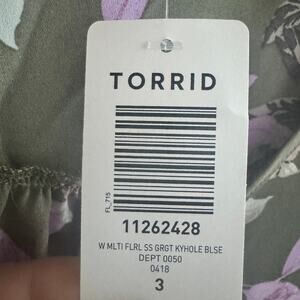 TORRID
FL_715
11262428
W MLTI FLRL SS GRGT KYHOLE BLSE
DEPT 0050
0418
3